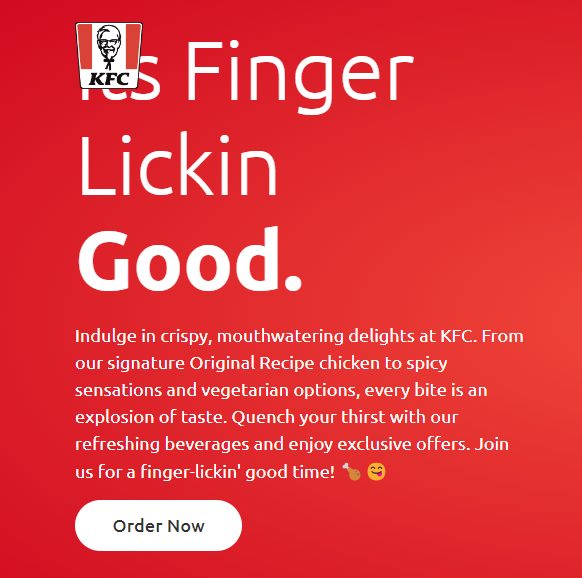 KFC
Its Finger
Lickin
Good.
Indulge in crispy, mouthwatering delights at KFC. From
our signature Original Recipe chicken to spicy
sensations and vegetarian options, every bite is an
explosion of taste. Quench your thirst with our
refreshing beverages and enjoy exclusive offers. Join
us for a finger-lickin' good time! 🍗 😋
Order Now